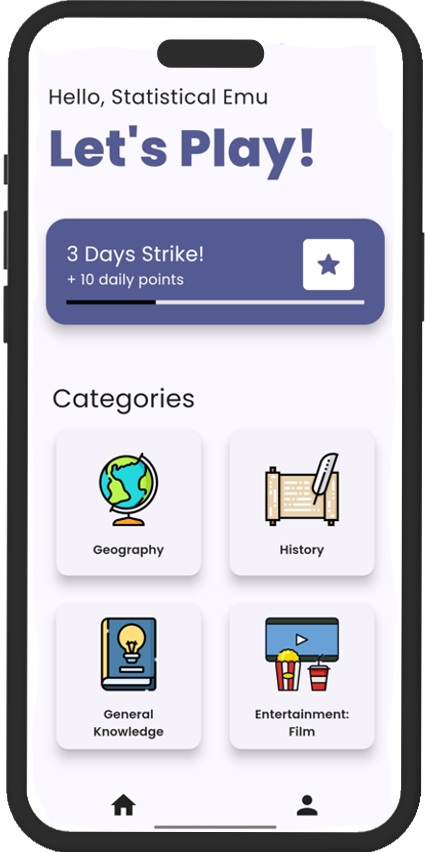 Hello, Statistical Emu
Let's Play!
3 Days Strike!
+ 10 daily points
Categories
Geography
History
General
Knowledge
Entertainment:
Film